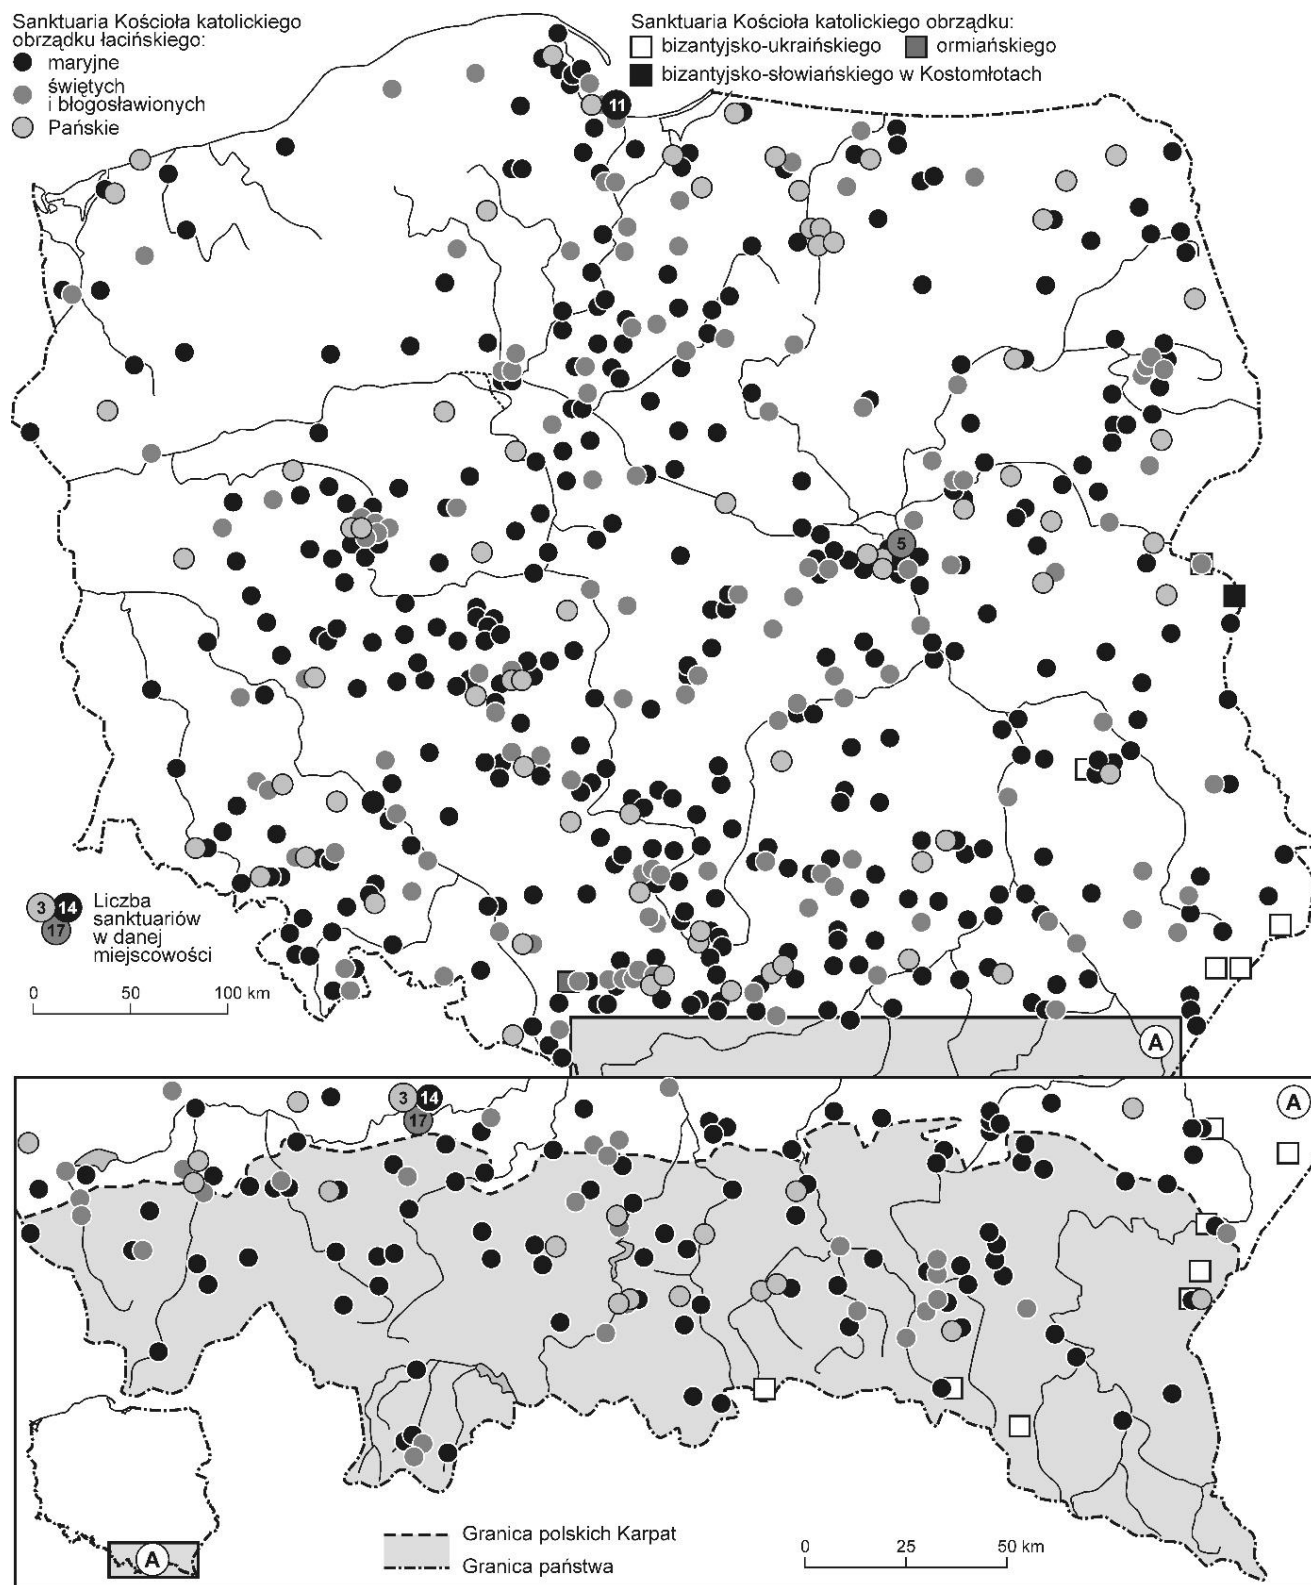 Sanktuaria Kościoła katolickiego
obrządku łacińskiego:
maryjne
świętych
i błogosławionych
Pańskie
Sanktuaria Kościoła katolickiego obrządku:
bizantyjsko-ukraińskiego
ormiańskiego
bizantyjsko-słowiańskiego w Kostomłotach
11
5
3
14
17
Liczba
sanktuariów
w danej
miejscowości
0
50
100 km
A
3
14
17
A
A
Granica polskich Karpat
Granica państwa
0
25
50 km